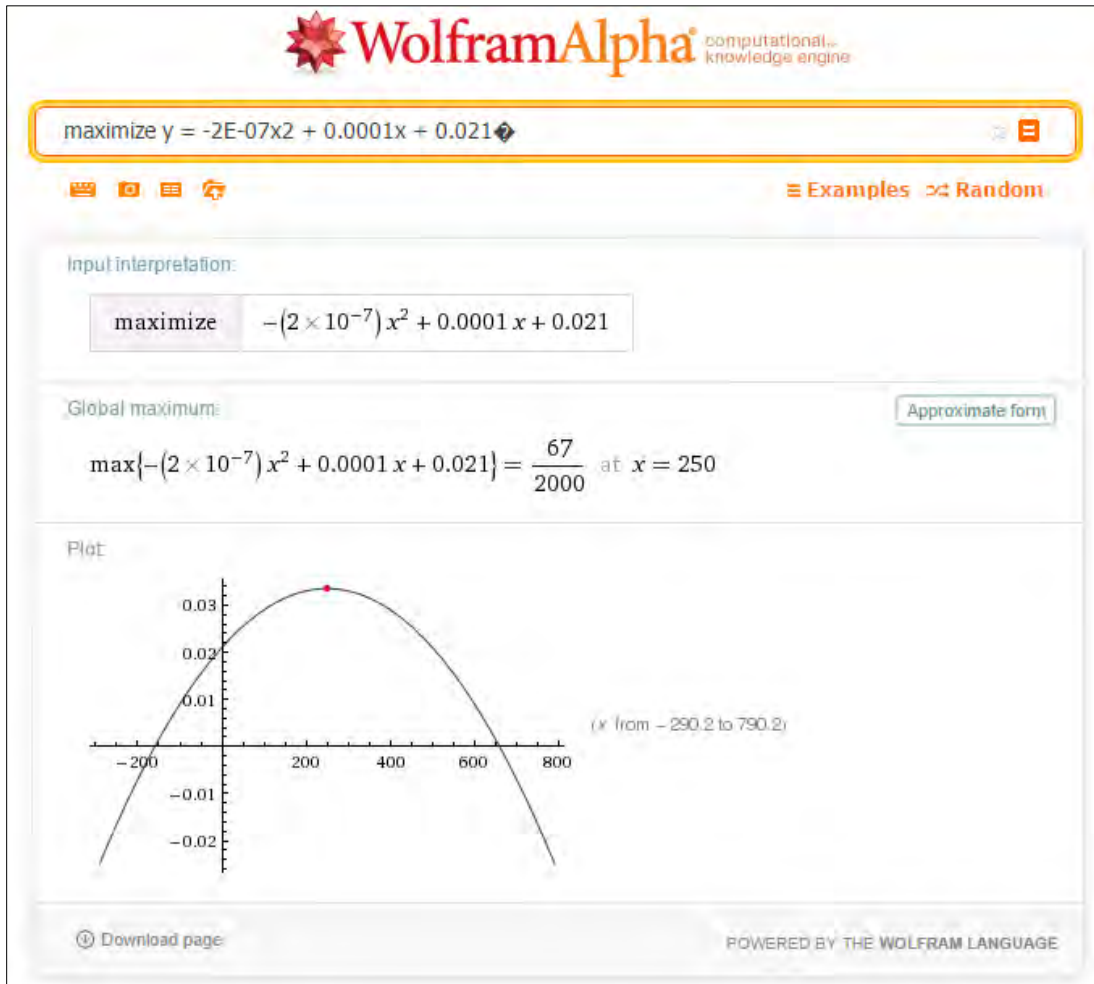 WolframAlpha computational... knowledge engine
maximize y = -2E-07x2 + 0.0001x + 0.021�
Examples Random
Input interpretation:
maximize −(2 × 10⁻⁷) x² + 0.0001 x + 0.021
Global maximum:
Approximate form
max{−(2 × 10⁻⁷) x² + 0.0001 x + 0.021} = 67/2000 at x = 250
Plot:
0.03
0.02
0.01
(x from −290.2 to 790.2)
−200 200 400 600 800
−0.01
−0.02
Download page
POWERED BY THE WOLFRAM LANGUAGE